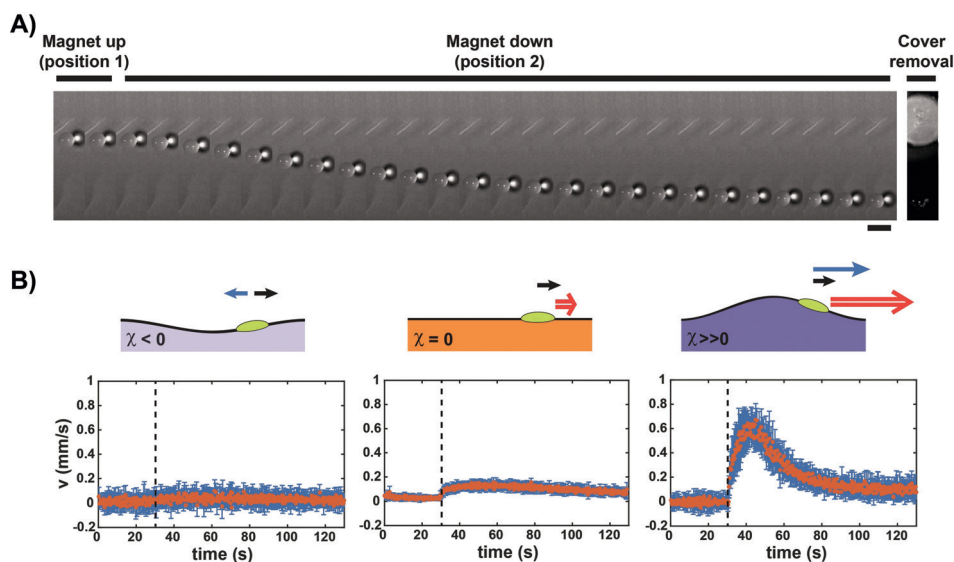 A)
Magnet up
(position 1)
Magnet down
(position 2)
Cover
removal
B)
χ < 0
χ = 0
χ >>0
v (mm/s)
1
0.8
0.6
0.4
0.2
0
-0.2
0 20 40 60 80 100 120
time (s)
1
0.8
0.6
0.4
0.2
0
-0.2
0 20 40 60 80 100 120
time (s)
1
0.8
0.6
0.4
0.2
0
-0.2
0 20 40 60 80 100 120
time (s)